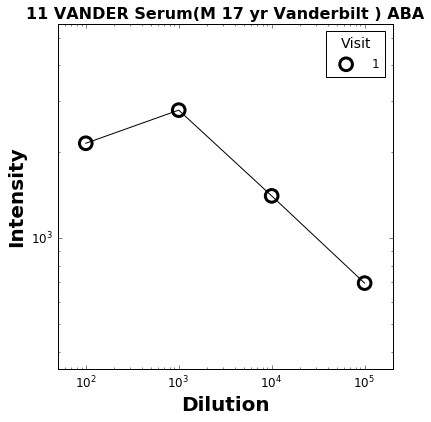 11 VANDER Serum(M 17 yr Vanderbilt ) ABA
Visit
1
Intensity
10³
10² 10³ 10⁴ 10⁵
Dilution